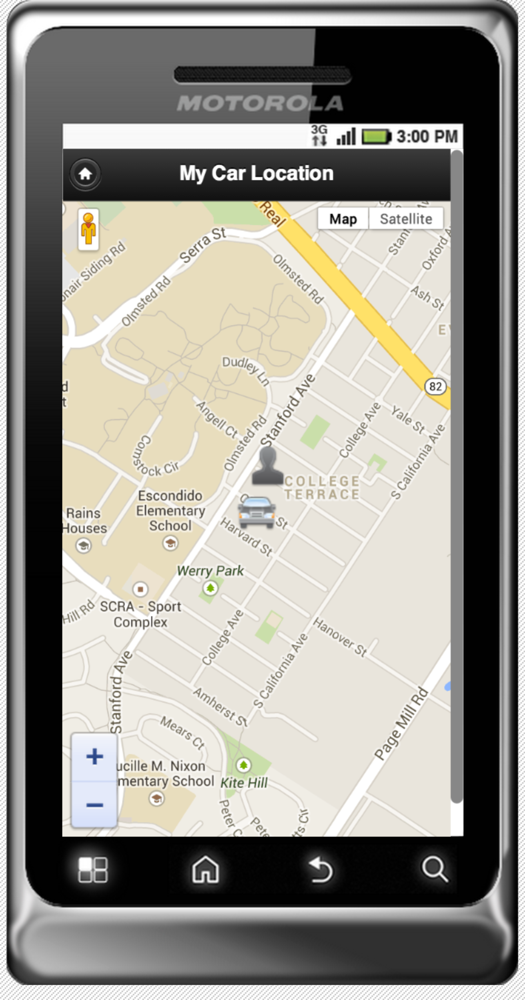 MOTOROLA
3G
3:00 PM
My Car Location
Real
Map
Satellite
Serra St
Olmsted Rd
Oxford
Siding Rd
Olmsted Rd
Ash St
Dudley Ln
82
Stanford Ave
Angell Ct
College Ave
Yale St
Olmsted Rd
S California Ave
Comstock Cir
COLLEGE
TERRACE
Escondido
Elementary
School
Rains
Houses
St
Harvard St
Werry Park
SCRA - Sport
Complex
Hill Rd
College Ave
Hanover St
S California Ave
Stanford Ave
Amherst St
Page Mill Rd
Mears Ct
+
ucille M. Nixon
mentary School
Kite Hill
−
Peter C
Pete